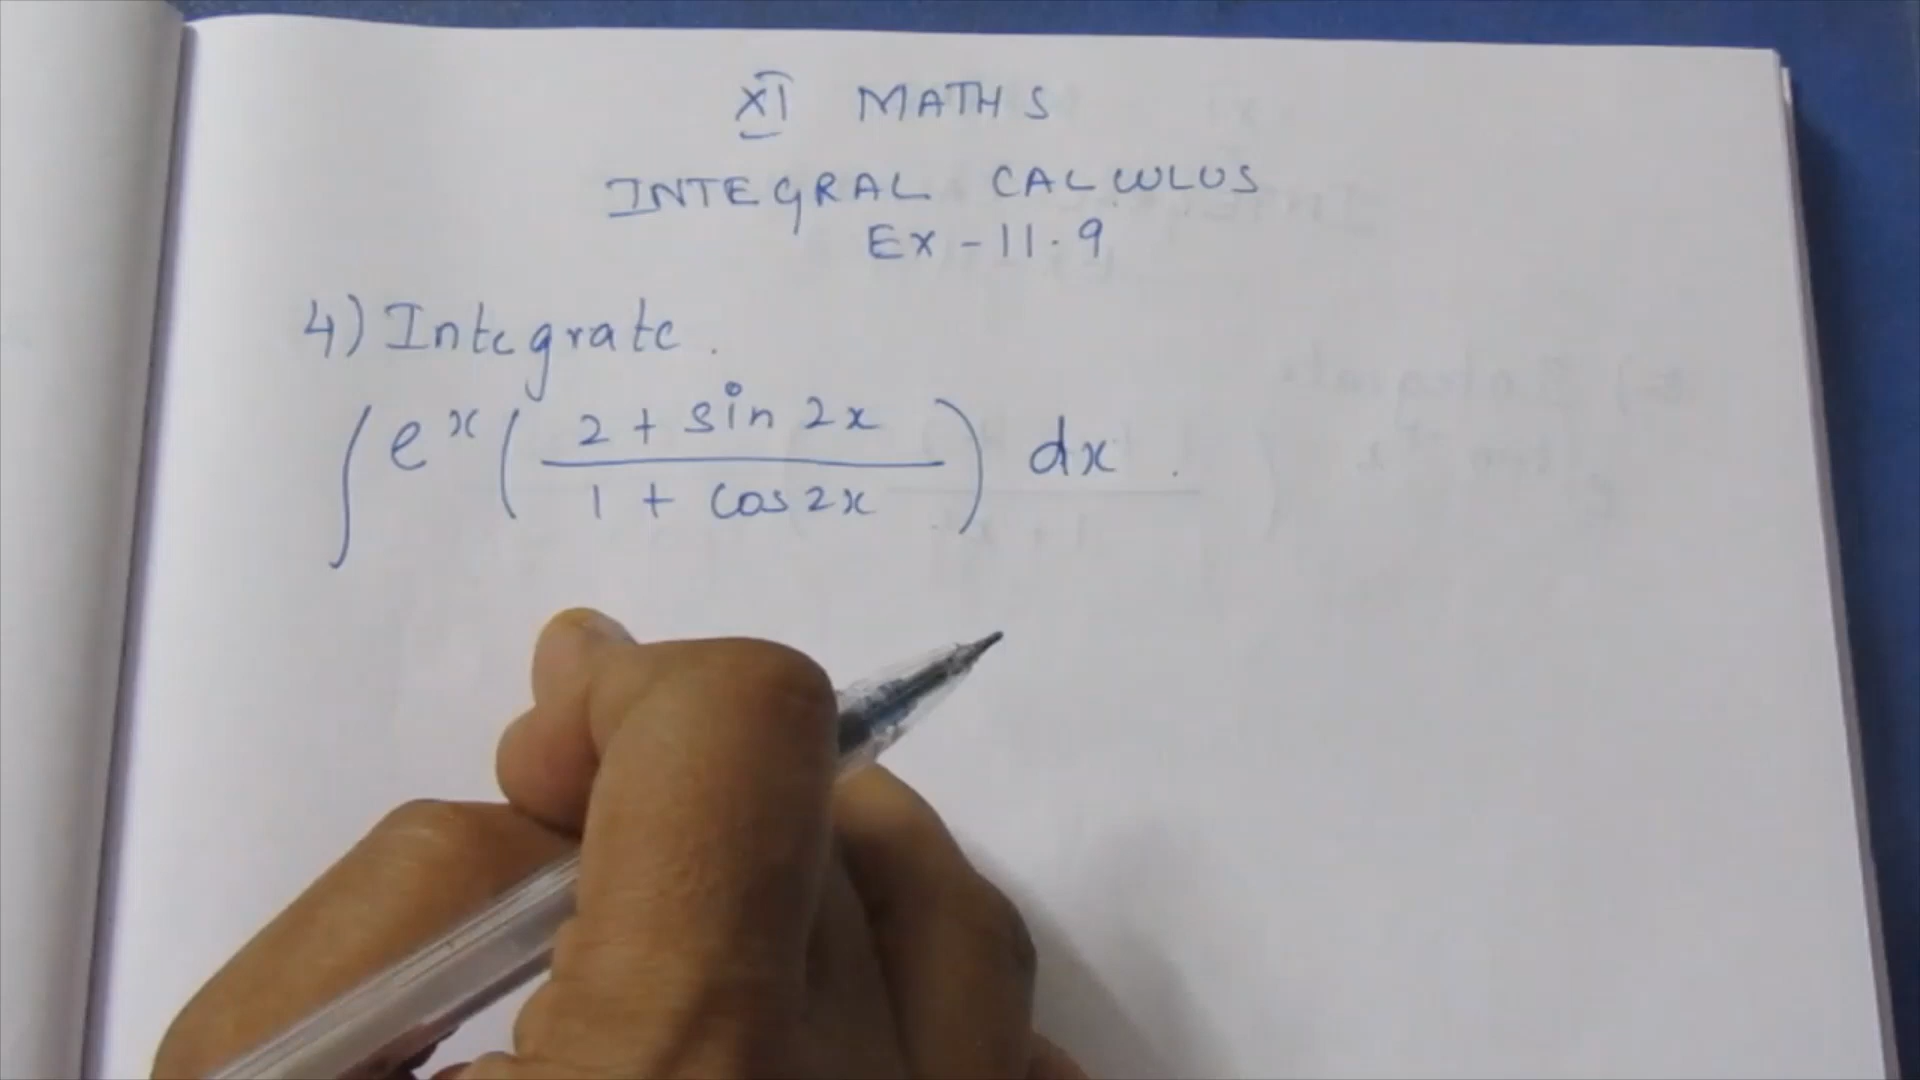 XI MATHS
INTEGRAL CALCULUS
Ex - 11.9
4) Integrate.
∫ e^x ( (2 + sin 2x) / (1 + cos 2x) ) dx.